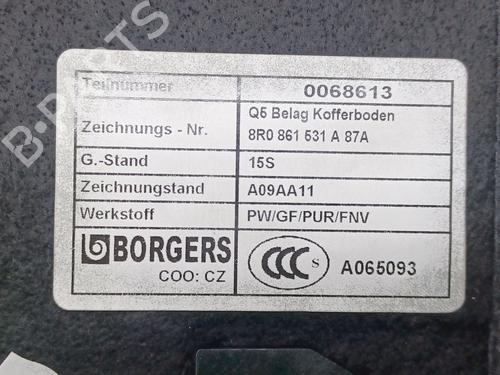 Teilnummer 0068613
Q5 Belag Kofferboden
Zeichnungs - Nr. 8R0 861 531 A 87A
G.-Stand 15S
Zeichnungstand A09AA11
Werkstoff PW/GF/PUR/FNV
BORGERS
COO: CZ
CCC S A065093
B-PARTS